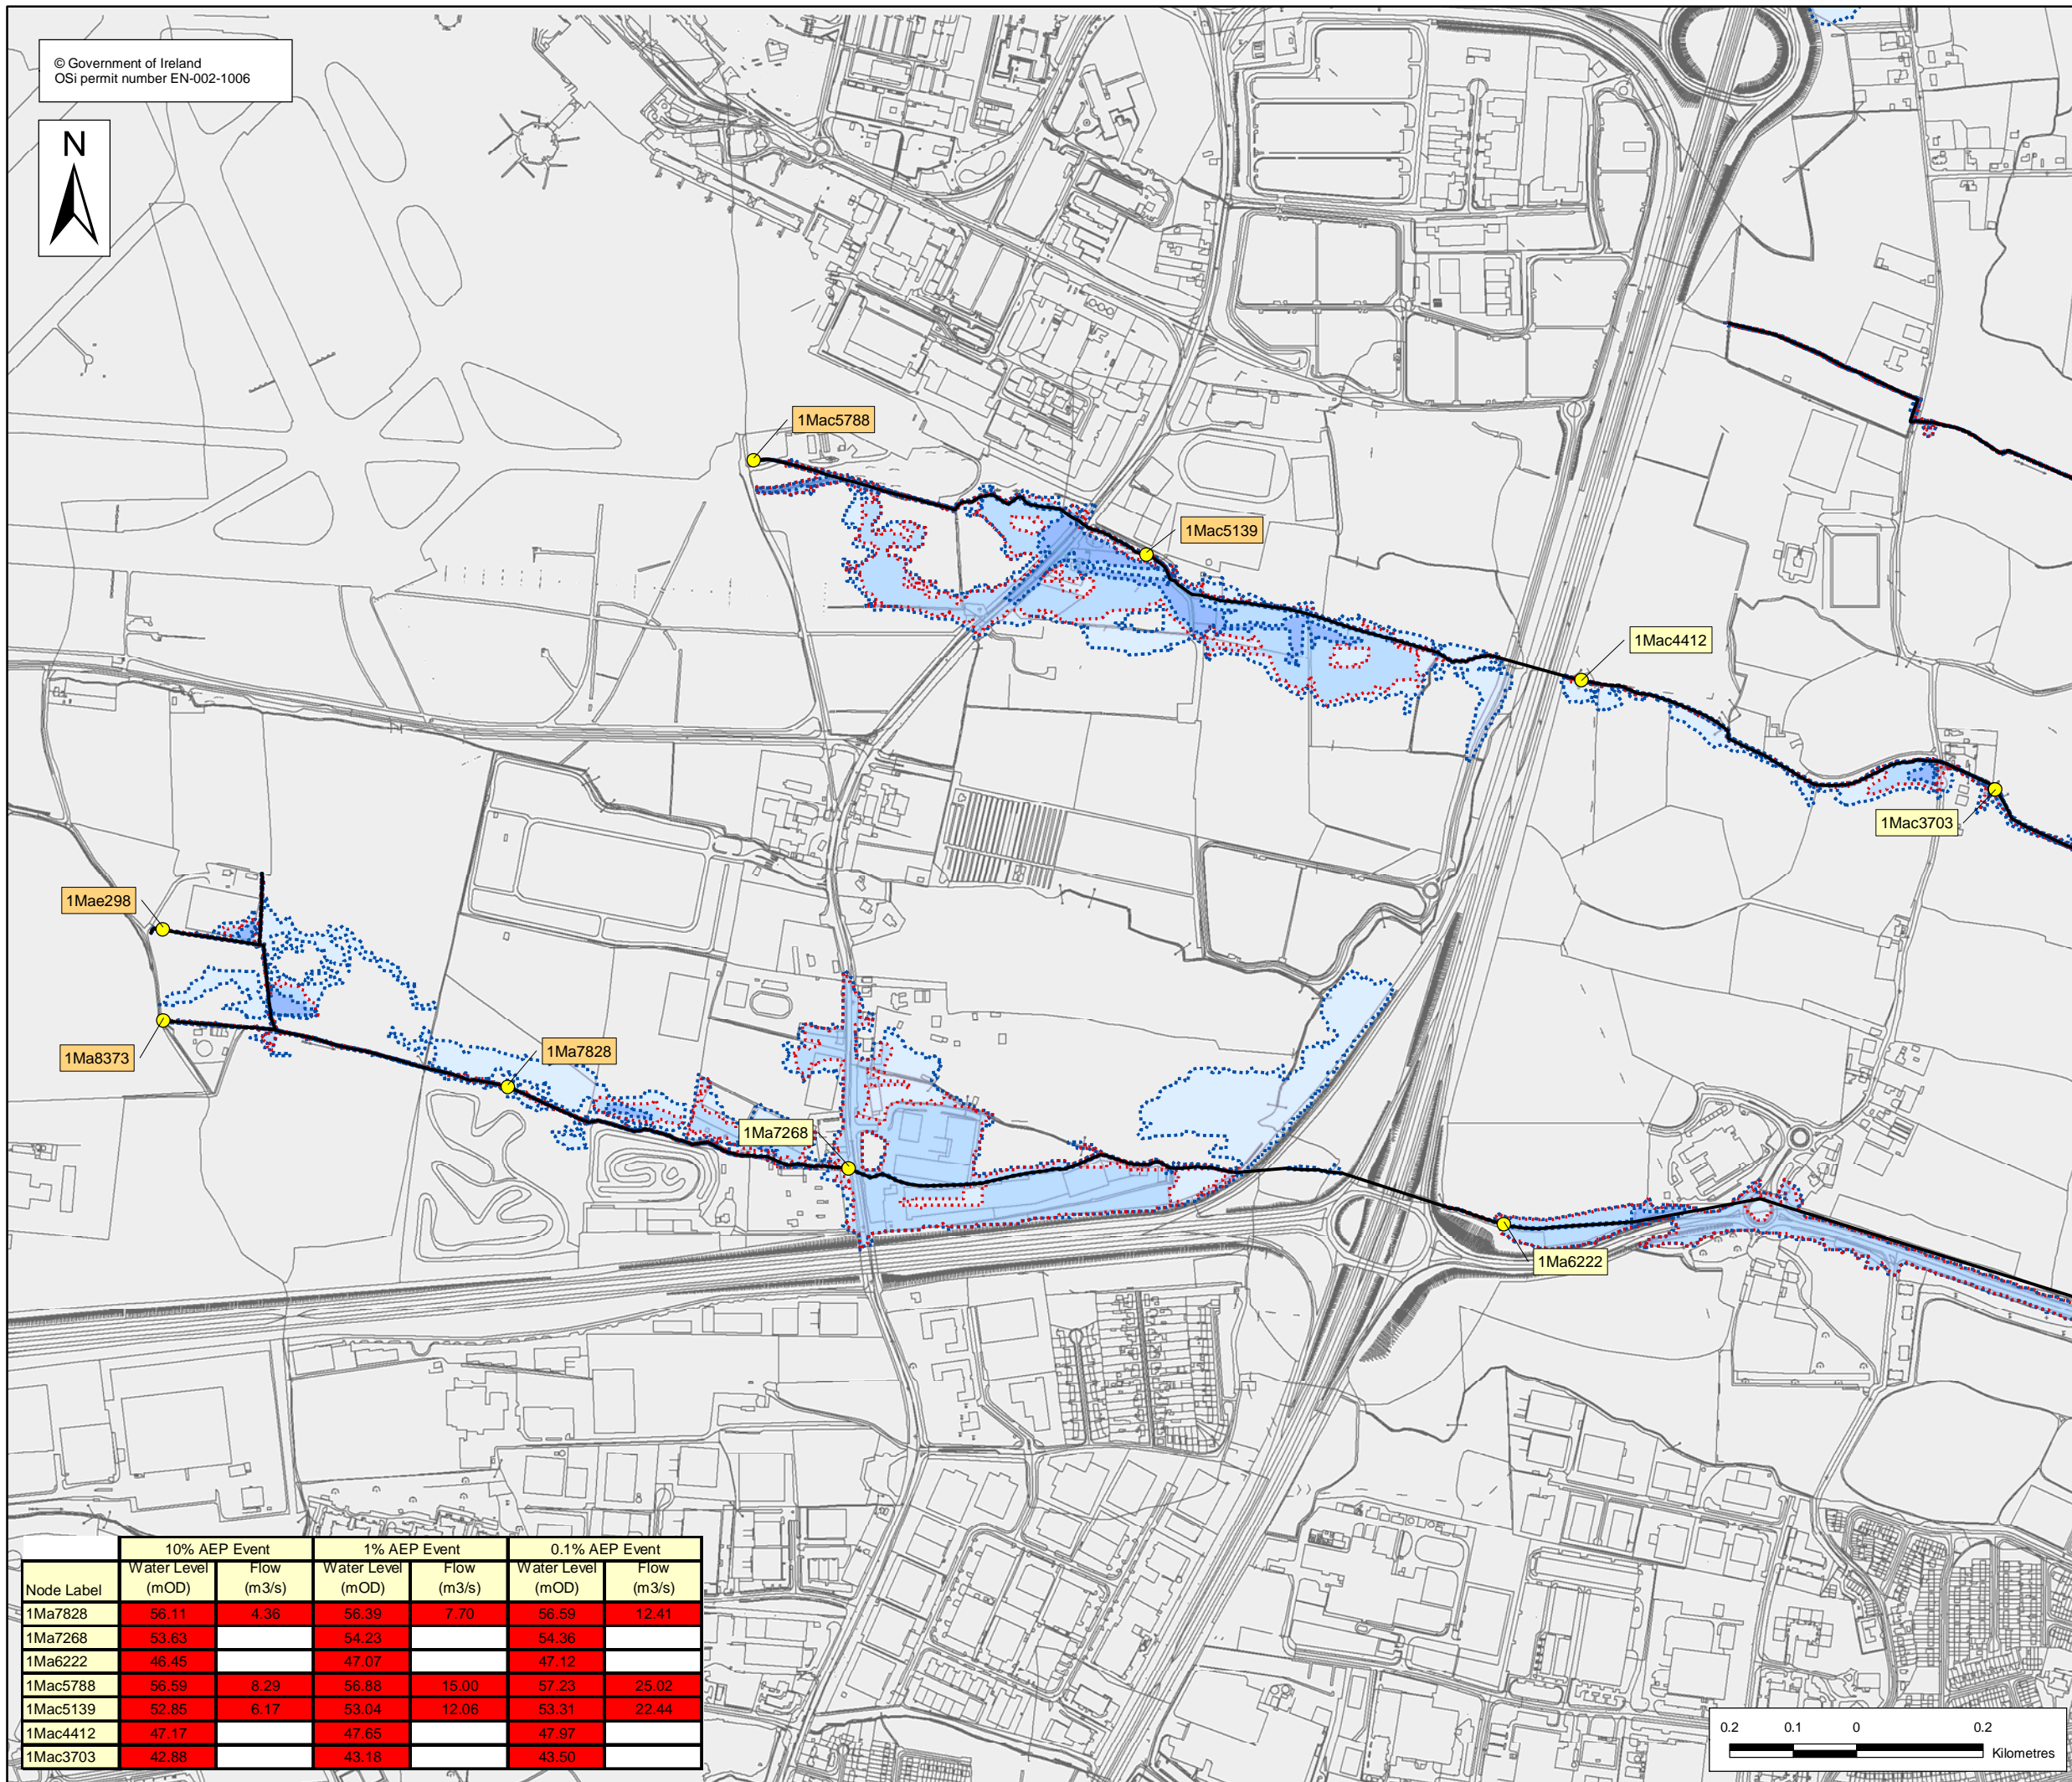 © Government of Ireland
OSi permit number EN-002-1006
N
1Mac5788
1Mac5139
1Mac4412
1Mac3703
1Mae298
1Ma8373
1Ma7828
1Ma7268
1Ma6222
10% AEP Event 1% AEP Event 0.1% AEP Event
Node Label Water Level (mOD) Flow (m3/s) Water Level (mOD) Flow (m3/s) Water Level (mOD) Flow (m3/s)
1Ma7828 56.11 4.36 56.39 7.70 56.59 12.41
1Ma7268 53.63 54.23 54.36
1Ma6222 46.45 47.07 47.12
1Mac5788 56.59 8.29 56.88 15.00 57.23 25.02
1Mac5139 52.85 6.17 53.04 12.06 53.31 22.44
1Mac4412 47.17 47.65 47.97
1Mac3703 42.88 43.18 43.50
0.2 0.1 0 0.2
Kilometres